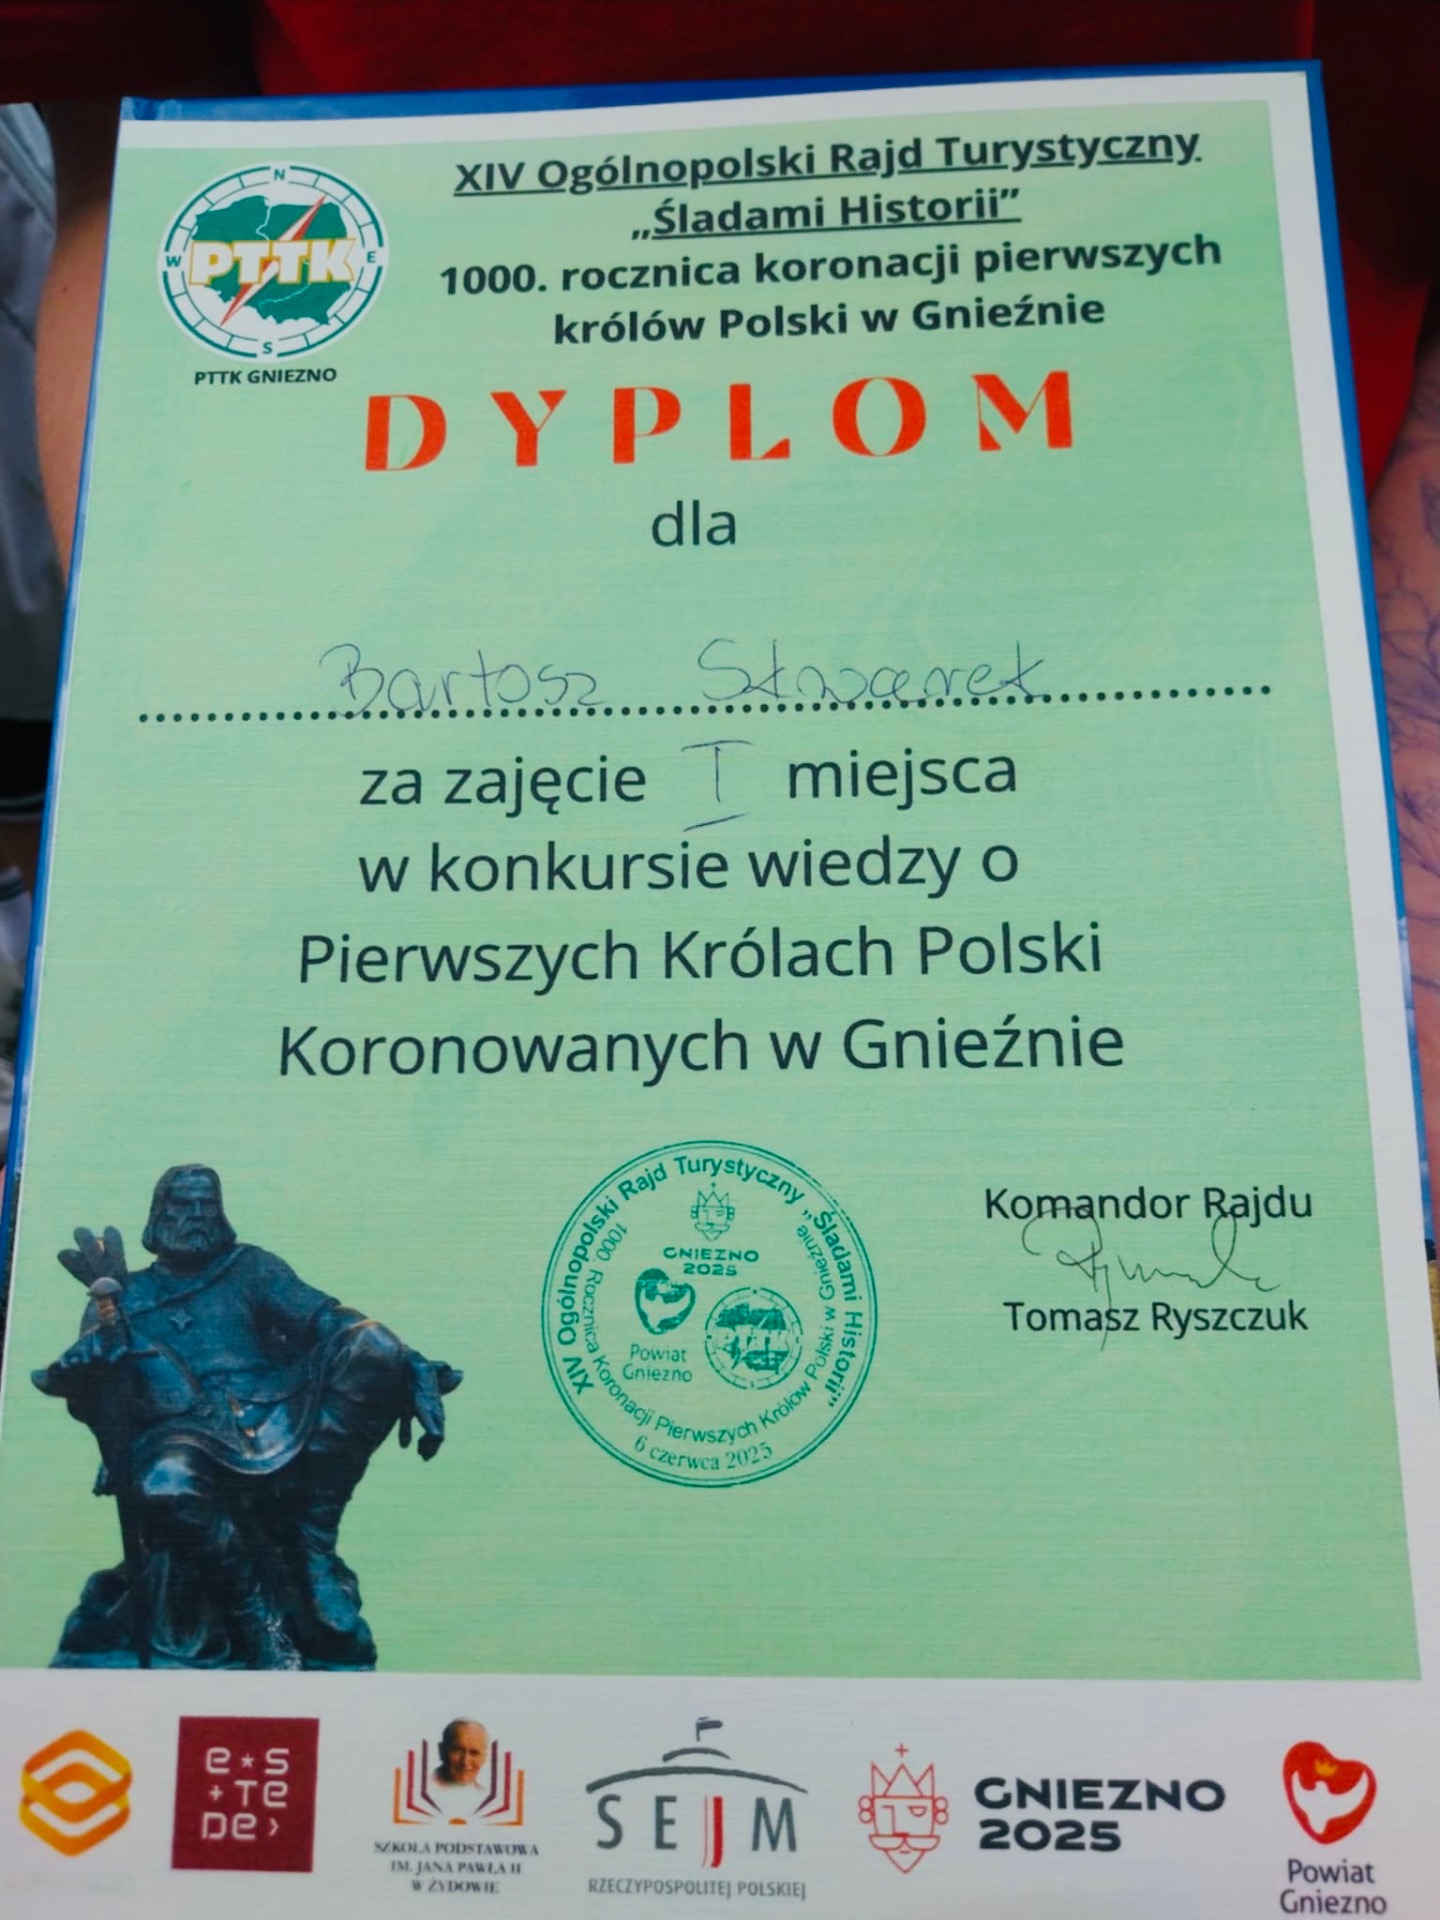 XIV Ogólnopolski Rajd Turystyczny
„Śladami Historii”
1000. rocznica koronacji pierwszych
królów Polski w Gnieźnie
N
W
PTTK
E
S
PTTK GNIEZNO
DYPLOM
dla
Bartosz
za zajęcie I miejsca
w konkursie wiedzy o
Pierwszych Królach Polski
Koronowanych w Gnieźnie
XIV Ogólnopolski Rajd Turystyczny „Śladami Historii”
1000. Rocznica Koronacji Pierwszych Królów Polski w Gnieźnie
GNIEZNO
2025
Powiat
Gniezno
PTTK
6 czerwca 2025
Komandor Rajdu
Tomasz Ryszczuk
e*S
+Te
De›
SZKOŁA PODSTAWOWA
IM. JANA PAWŁA II
W ŻYDOWIE
SEJM
RZECZYPOSPOLITEJ POLSKIEJ
GNIEZNO
2025
Powiat
Gniezno